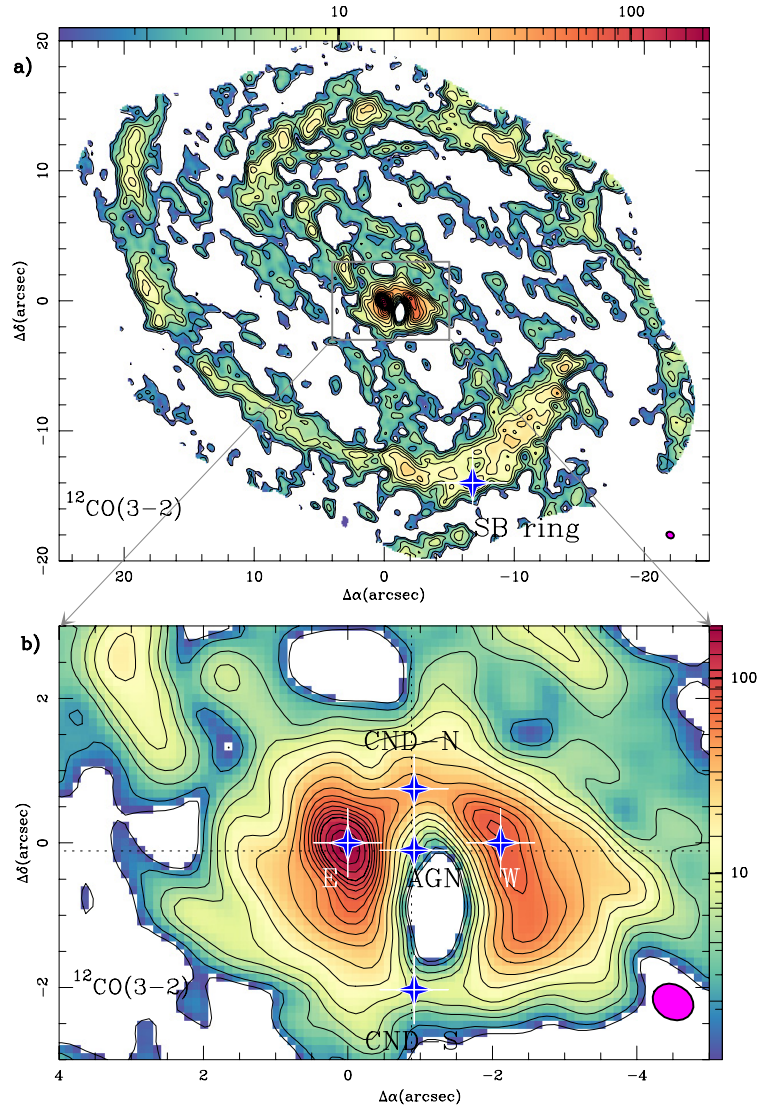 10 100
a)
20
10
0
−10
−20
Δδ(arcsec)
¹²CO(3−2)
SB ring
20 10 0 −10 −20
Δα(arcsec)
b)
100
10
2
0
−2
Δδ(arcsec)
CND−N
E AGN W
¹²CO(3−2)
CND−S
4 2 0 −2 −4
Δα(arcsec)